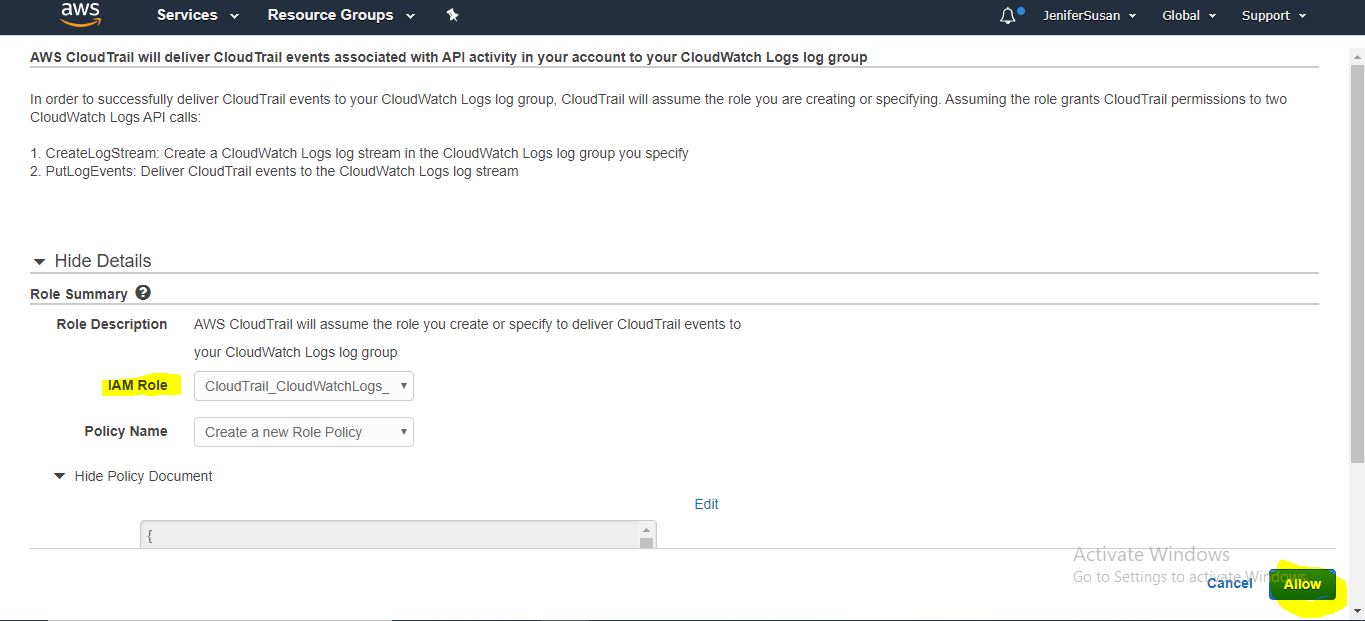 aws Services Resource Groups JeniferSusan Global Support
AWS CloudTrail will deliver CloudTrail events associated with API activity in your account to your CloudWatch Logs log group
In order to successfully deliver CloudTrail events to your CloudWatch Logs log group, CloudTrail will assume the role you are creating or specifying. Assuming the role grants CloudTrail permissions to two
CloudWatch Logs API calls:
1. CreateLogStream: Create a CloudWatch Logs log stream in the CloudWatch Logs log group you specify
2. PutLogEvents: Deliver CloudTrail events to the CloudWatch Logs log stream
Hide Details
Role Summary ?
Role Description AWS CloudTrail will assume the role you create or specify to deliver CloudTrail events to
your CloudWatch Logs log group
IAM Role CloudTrail_CloudWatchLogs_
Policy Name Create a new Role Policy
Hide Policy Document
Edit
{
Activate Windows
Go to Settings to activate Windows.
Cancel Allow